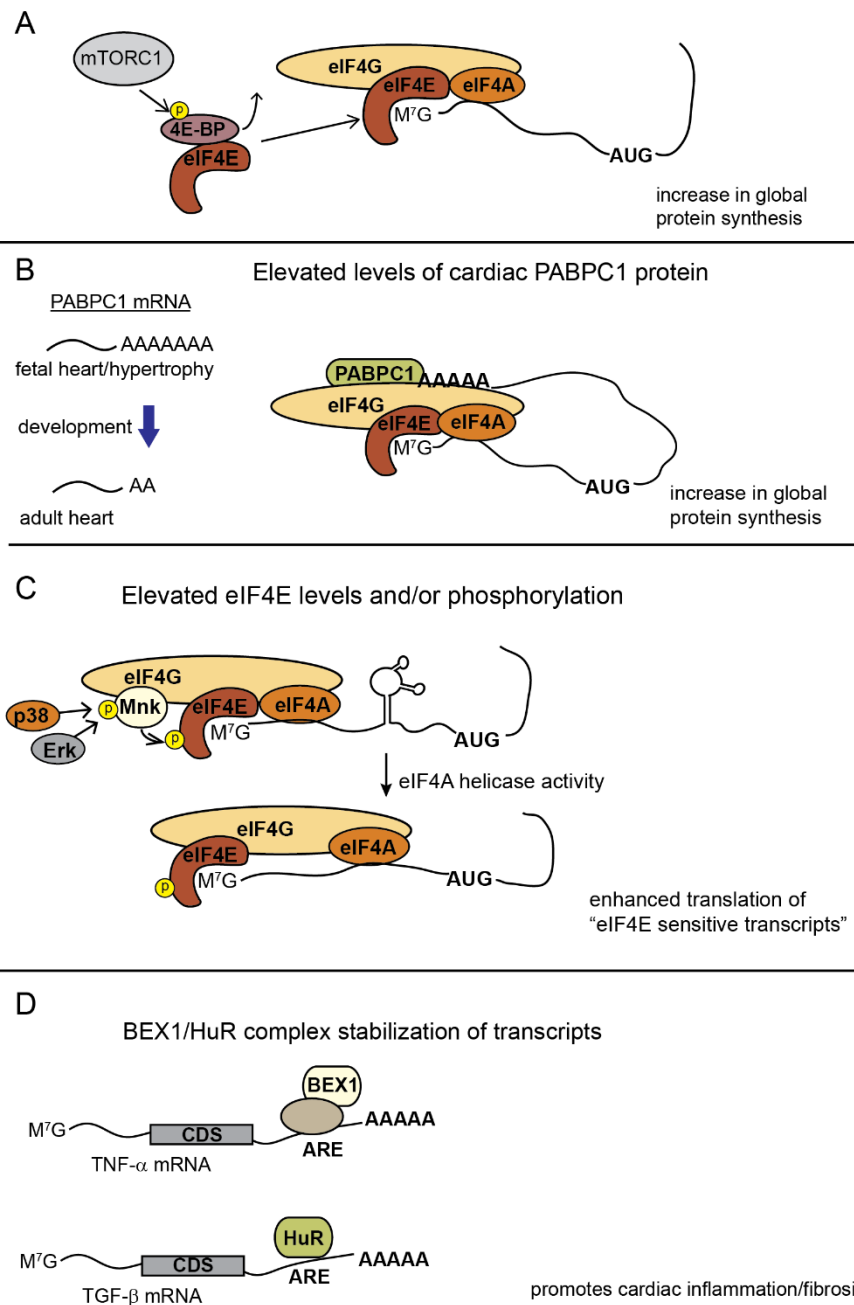 A
mTORC1
p
4E-BP
eIF4E
eIF4G
eIF4E
eIF4A
M⁷G
AUG
increase in global
protein synthesis
B
Elevated levels of cardiac PABPC1 protein
PABPC1 mRNA
AAAAAAA
fetal heart/hypertrophy
development
AA
adult heart
PABPC1
AAAAA
eIF4G
eIF4E
eIF4A
M⁷G
AUG
increase in global
protein synthesis
C
Elevated eIF4E levels and/or phosphorylation
eIF4G
p38
p
Mnk
Erk
p
eIF4E
eIF4A
M⁷G
AUG
eIF4A helicase activity
eIF4G
eIF4E
eIF4A
p
M⁷G
AUG
enhanced translation of
“eIF4E sensitive transcripts”
D
BEX1/HuR complex stabilization of transcripts
BEX1
M⁷G
CDS
AAAAA
ARE
TNF-α mRNA
HuR
M⁷G
CDS
AAAAA
ARE
TGF-β mRNA
promotes cardiac inflammation/fibrosi